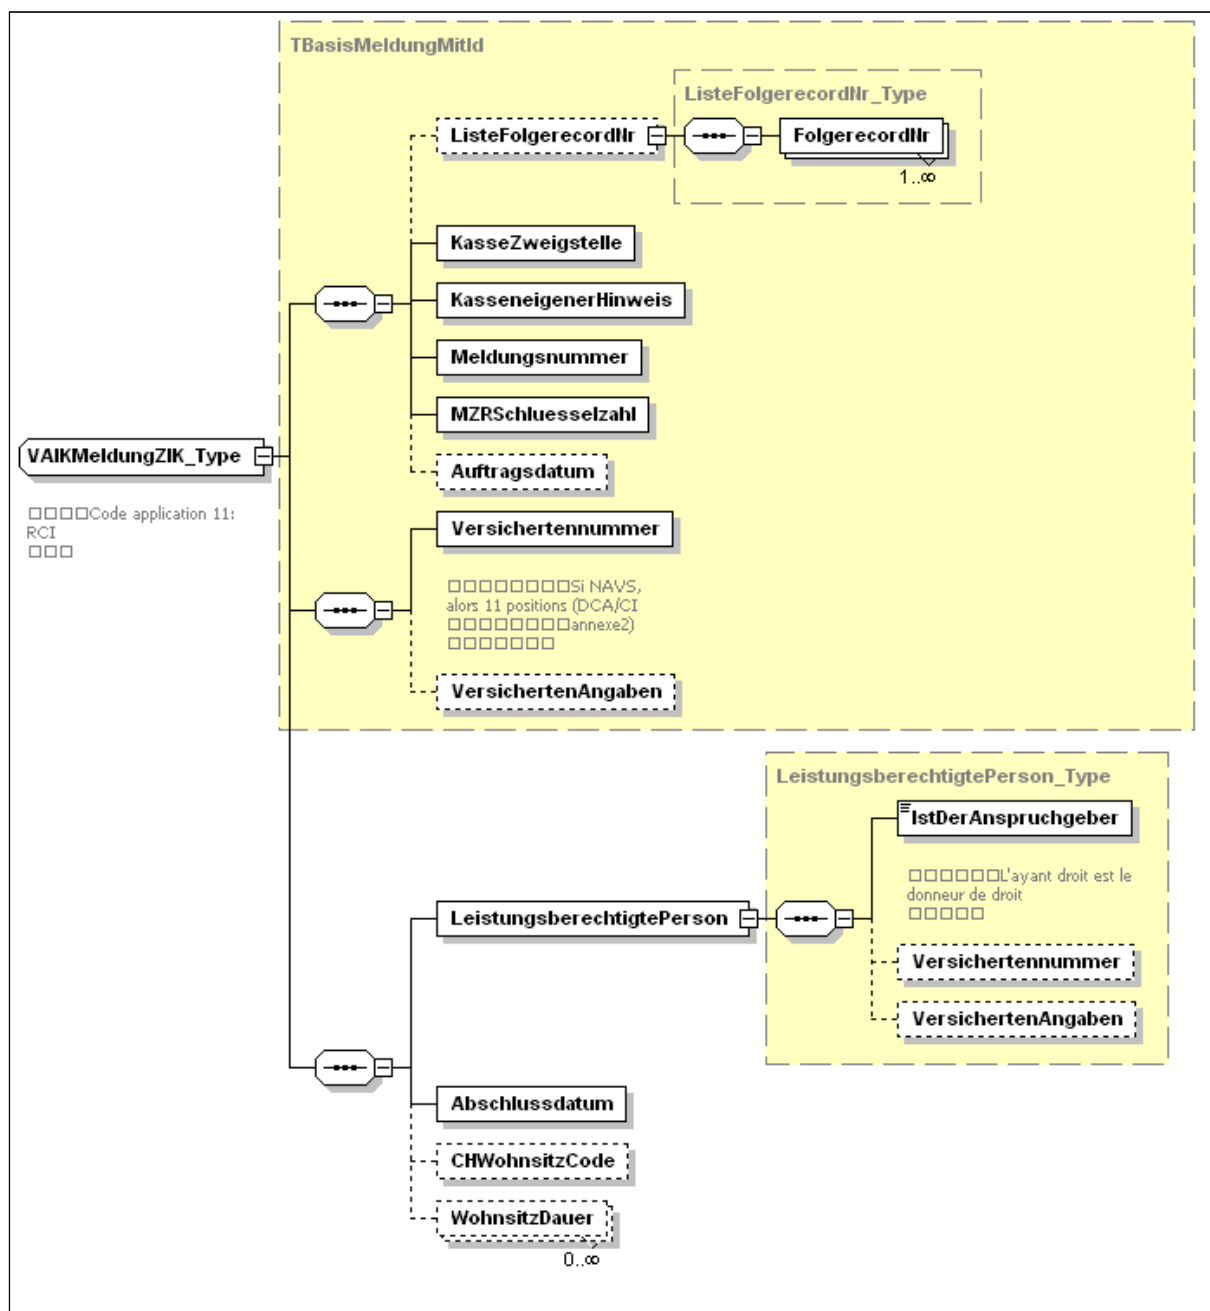 TBasisMeldungMitId
ListeFolgerecordNr_Type
ListeFolgerecordNr
FolgerecordNr
1..∞
KasseZweigstelle
KasseneigenerHinweis
Meldungsnummer
MZRSchluesselzahl
Auftragsdatum
VAIKMeldungZIK_Type
□□□□Code application 11:
RCI
□□□
Versichertennummer
□□□□□□□□Si NAVS,
alors 11 positions (DCA/CI
□□□□□□□□annexe2)
□□□□□□□
VersichertenAngaben
LeistungsberechtigtePerson_Type
IstDerAnspruchgeber
□□□□□□L'ayant droit est le
donneur de droit
□□□□□
LeistungsberechtigtePerson
Versichertennummer
VersichertenAngaben
Abschlussdatum
CHWohnsitzCode
WohnsitzDauer
0..∞